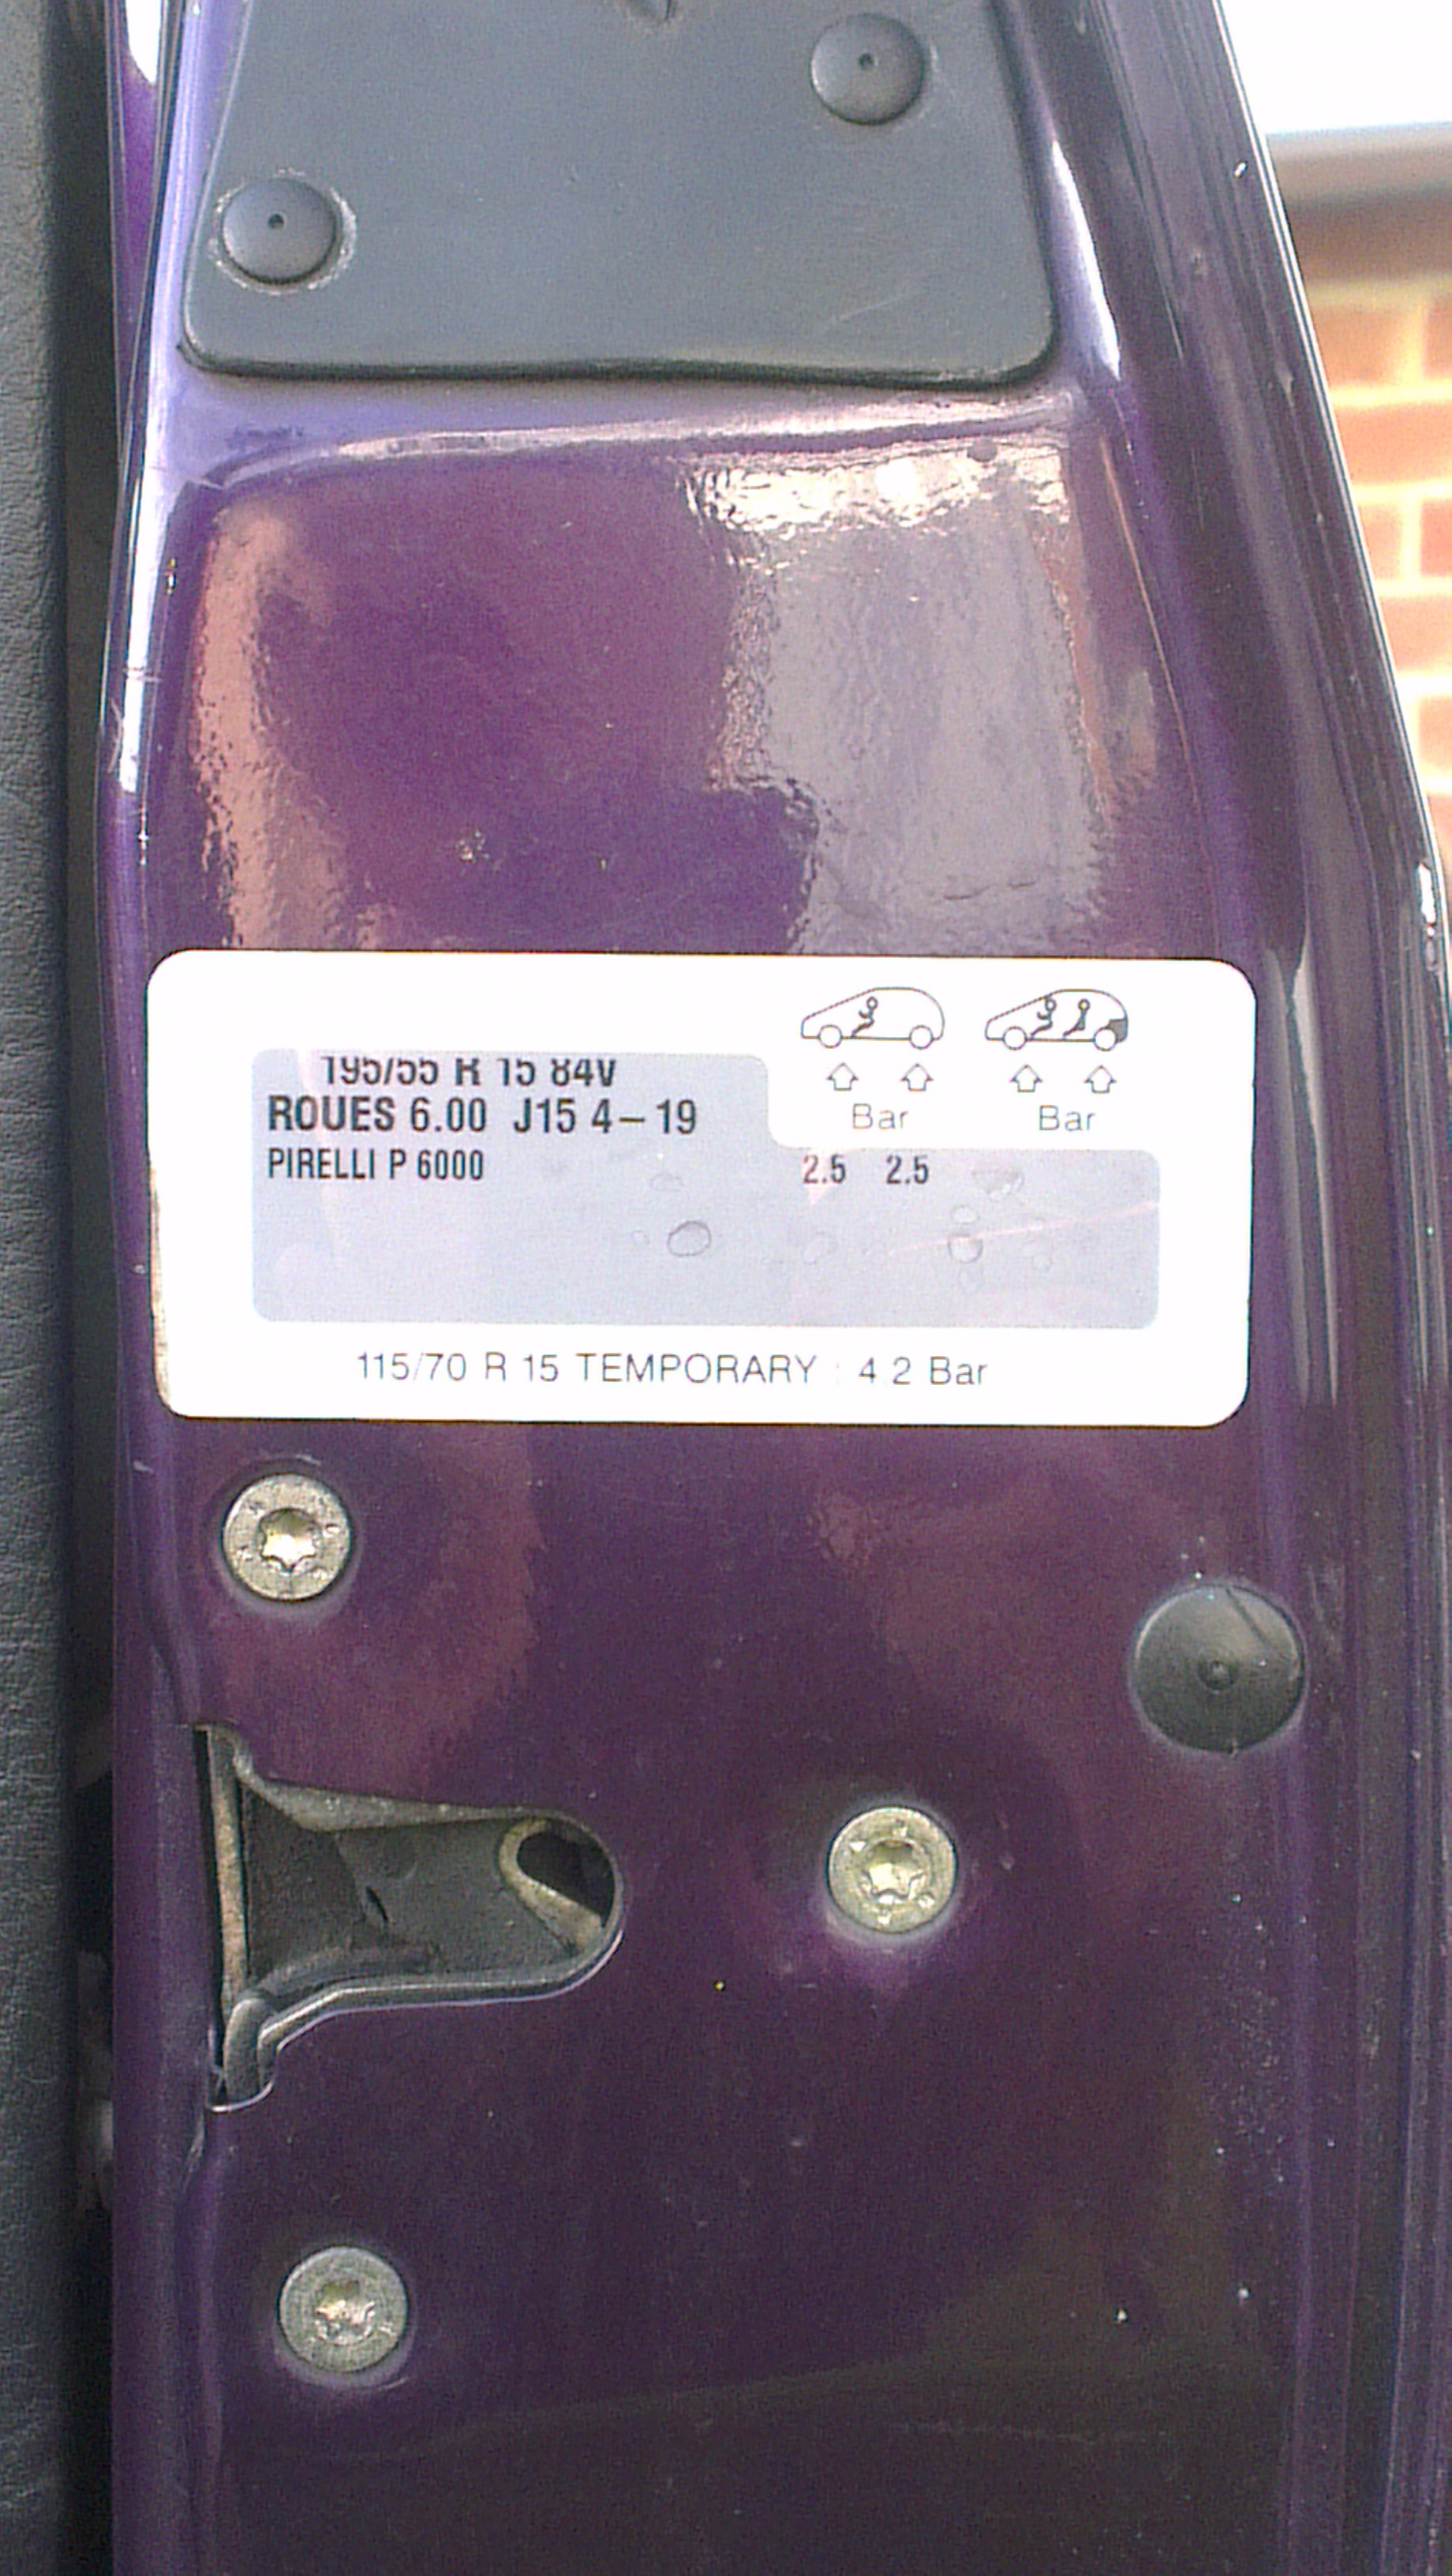 Bar Bar
195/55 R 15 84V
ROUES 6.00 J15 4-19
PIRELLI P 6000 2.5 2.5
115/70 R 15 TEMPORARY : 4.2 Bar